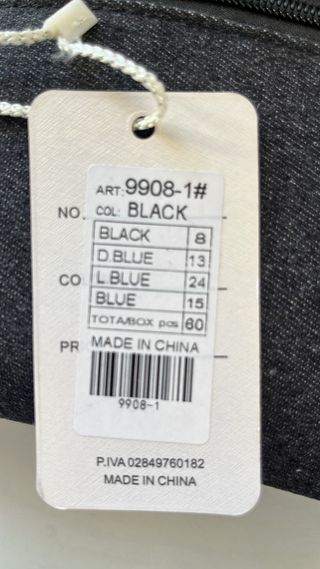 ART: 9908-1#
NO. COL: BLACK
BLACK 8
D.BLUE 13
CO L.BLUE 24
BLUE 15
TOTA/BOX pcs 60
PR MADE IN CHINA
9908-1
P.IVA 02849760182
MADE IN CHINA